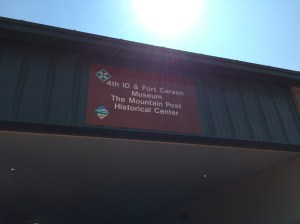 4th ID & Fort Carson
Museum
The Mountain Post
Historical Center